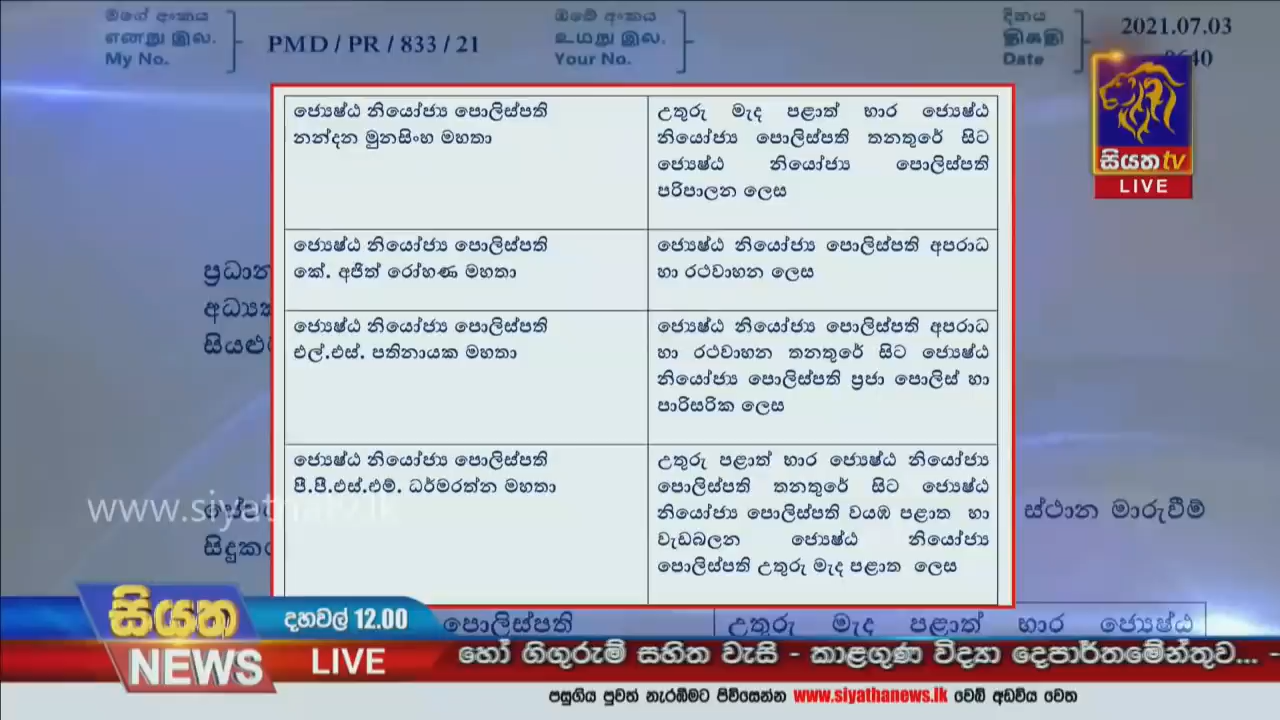 මගේ අංකය
எனது இல.
My No.
PMD / PR / 833 / 21
ඔබේ අංකය
உமது இல.
Your No.
දිනය
திகதி
Date
2021.07.03
සියත tv
LIVE
ජ්‍යෙෂ්ඨ නියෝජ්‍ය පොලිස්පති
නන්දන මුනසිංහ මහතා
උතුරු මැද පළාත් භාර ජ්‍යෙෂ්ඨ
නියෝජ්‍ය පොලිස්පති තනතුරේ සිට
ජ්‍යෙෂ්ඨ නියෝජ්‍ය පොලිස්පති
පරිපාලන ලෙස
ජ්‍යෙෂ්ඨ නියෝජ්‍ය පොලිස්පති
කේ. අජිත් රෝහණ මහතා
ජ්‍යෙෂ්ඨ නියෝජ්‍ය පොලිස්පති අපරාධ
හා රථවාහන ලෙස
ජ්‍යෙෂ්ඨ නියෝජ්‍ය පොලිස්පති
එල්.එස්. පතිනායක මහතා
ජ්‍යෙෂ්ඨ නියෝජ්‍ය පොලිස්පති අපරාධ
හා රථවාහන තනතුරේ සිට ජ්‍යෙෂ්ඨ
නියෝජ්‍ය පොලිස්පති ප්‍රජා පොලිස් හා
පාරිසරික ලෙස
ජ්‍යෙෂ්ඨ නියෝජ්‍ය පොලිස්පති
පී.පී.එස්.එම්. ධර්මරත්න මහතා
උතුරු පළාත් භාර ජ්‍යෙෂ්ඨ නියෝජ්‍ය
පොලිස්පති තනතුරේ සිට ජ්‍යෙෂ්ඨ
නියෝජ්‍ය පොලිස්පති වයඹ පළාත හා
වැඩබලන ජ්‍යෙෂ්ඨ නියෝජ්‍ය
පොලිස්පති උතුරු මැද පළාත ලෙස
www.siyathatv.lk
ස්ථාන මාරුවීම්
පොලිස්පති
උතුරු මැද පළාත් භාර ජ්‍යෙෂ්ඨ
සියත
NEWS
දහවල් 12.00
LIVE
හෝ ගිගුරුම් සහිත වැසි - කාළගුණ විද්‍යා දෙපාර්තමේන්තුව... -
පසුගිය පුවත් නැරඹීමට පිවිසෙන්න www.siyathanews.lk වෙබ් අඩවිය වෙත